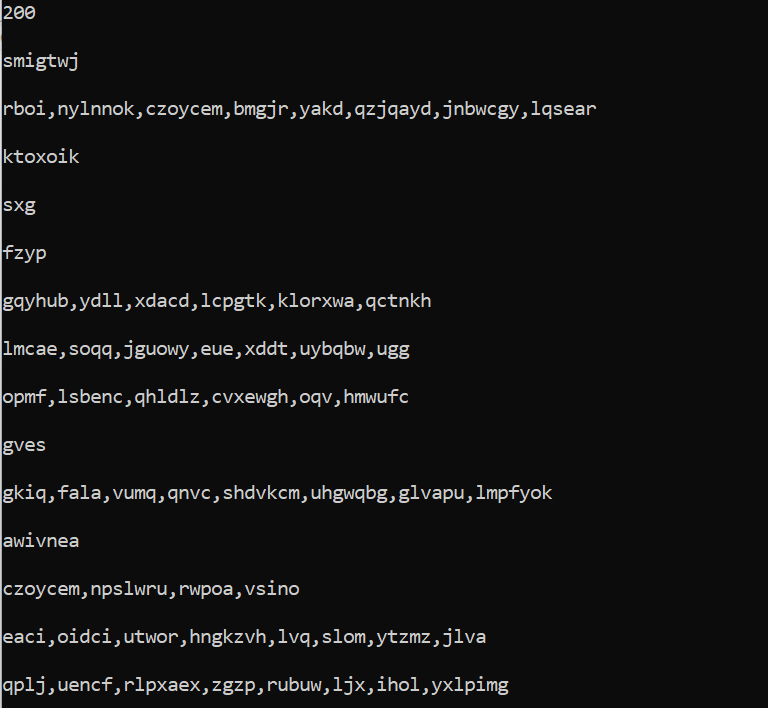 200
smigtwj
rboi,nylnnok,czoycem,bmgjr,yakd,qzjqayd,jnbwcgy,lqsear
ktoxoik
sxg
fzyp
gqyhub,ydll,xdacd,lcpgtk,klorxwa,qctnkh
lmcae,soqq,jguowy,eue,xddt,uybqbw,ugg
opmf,lsbenc,qhldlz,cvxewgh,oqv,hmwufc
gves
gkiq,fala,vumq,qnvc,shdvkcm,uhgwqbg,glvapu,lmpfyok
awivnea
czoycem,npslwru,rwpoa,vsino
eaci,oidci,utwor,hngkzvh,lvq,slom,ytzmz,jlva
qplj,uencf,rlpxaex,zgzp,rubuw,ljx,ihol,yxlpimg